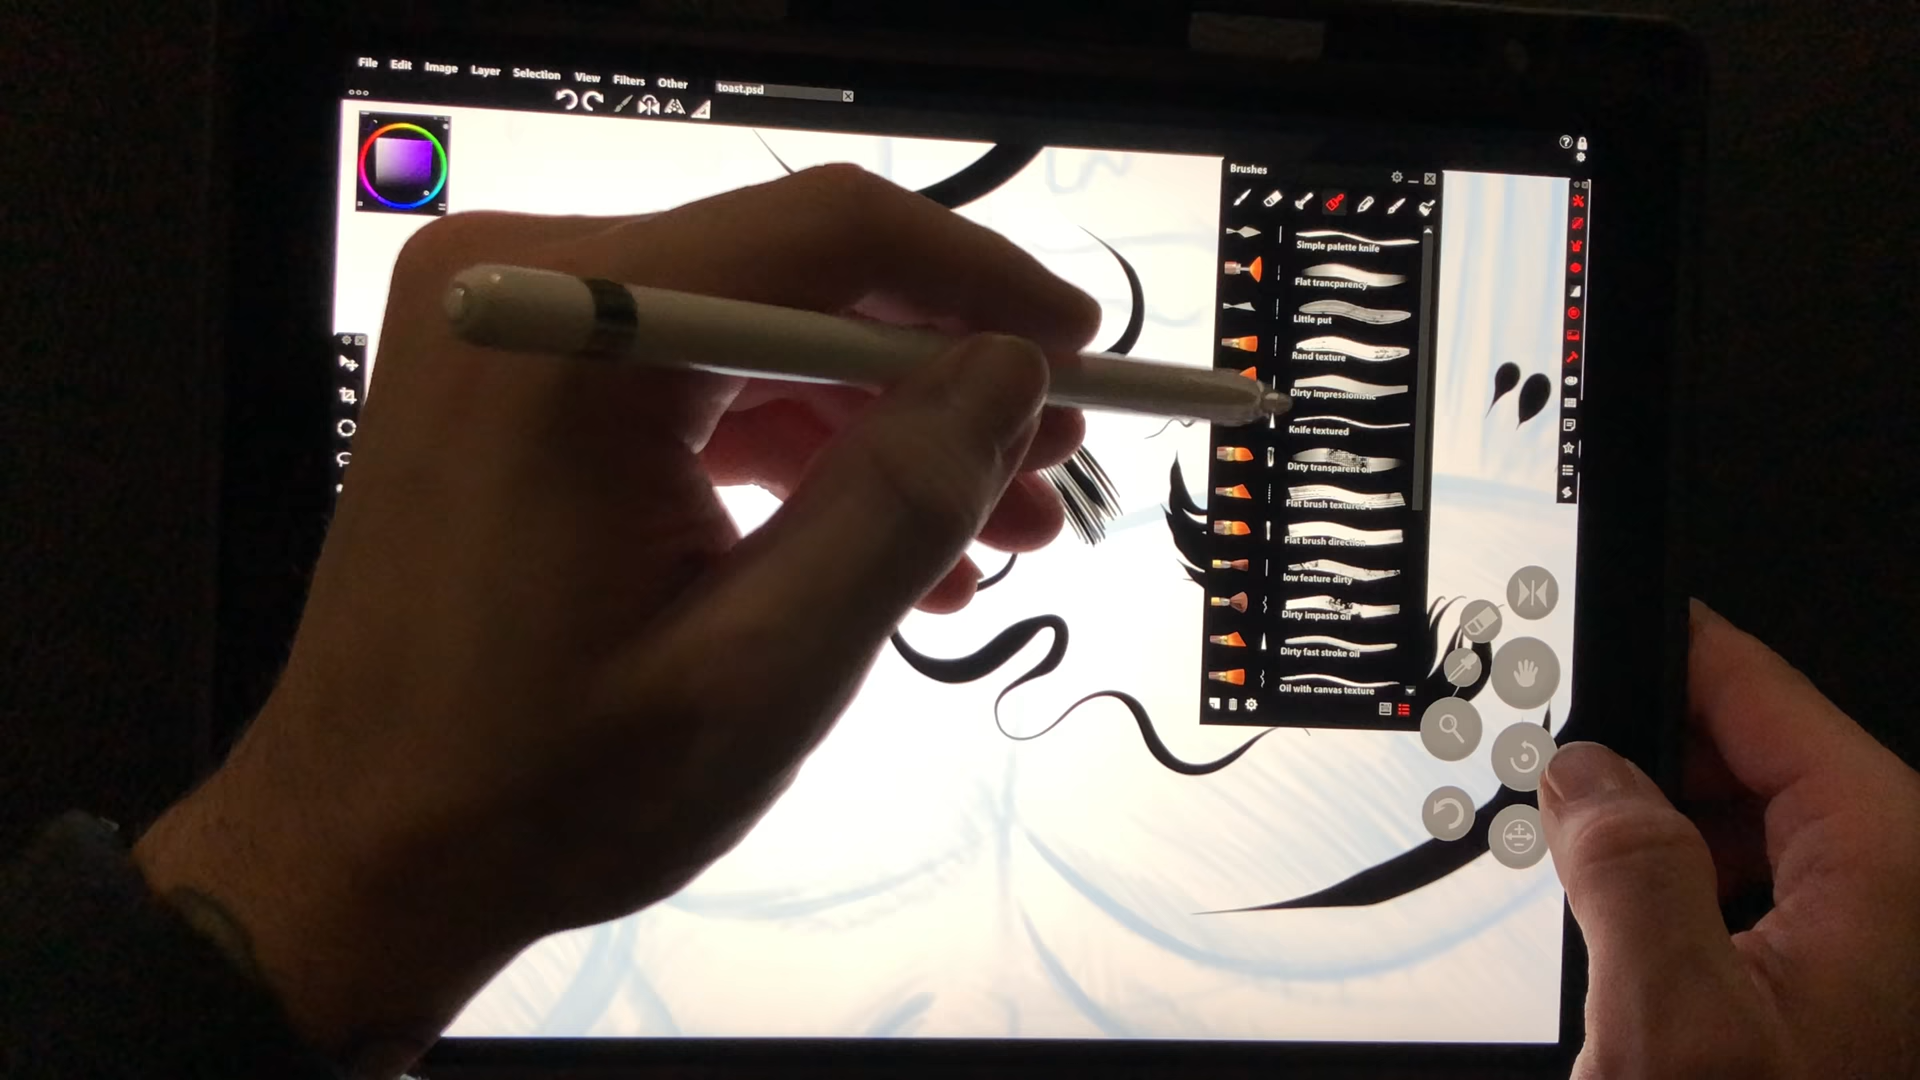 File Edit Image Layer Selection View Filters Other
toast.psd
Brushes
Simple palette knife
Flat trancparency
Little put
Rand texture
Dirty impressionistic
Knife textured
Dirty transparent oil
Flat brush textured
Flat brush direction
low feature dirty
Dirty impasto oil
Dirty fast stroke oil
Oil with canvas texture